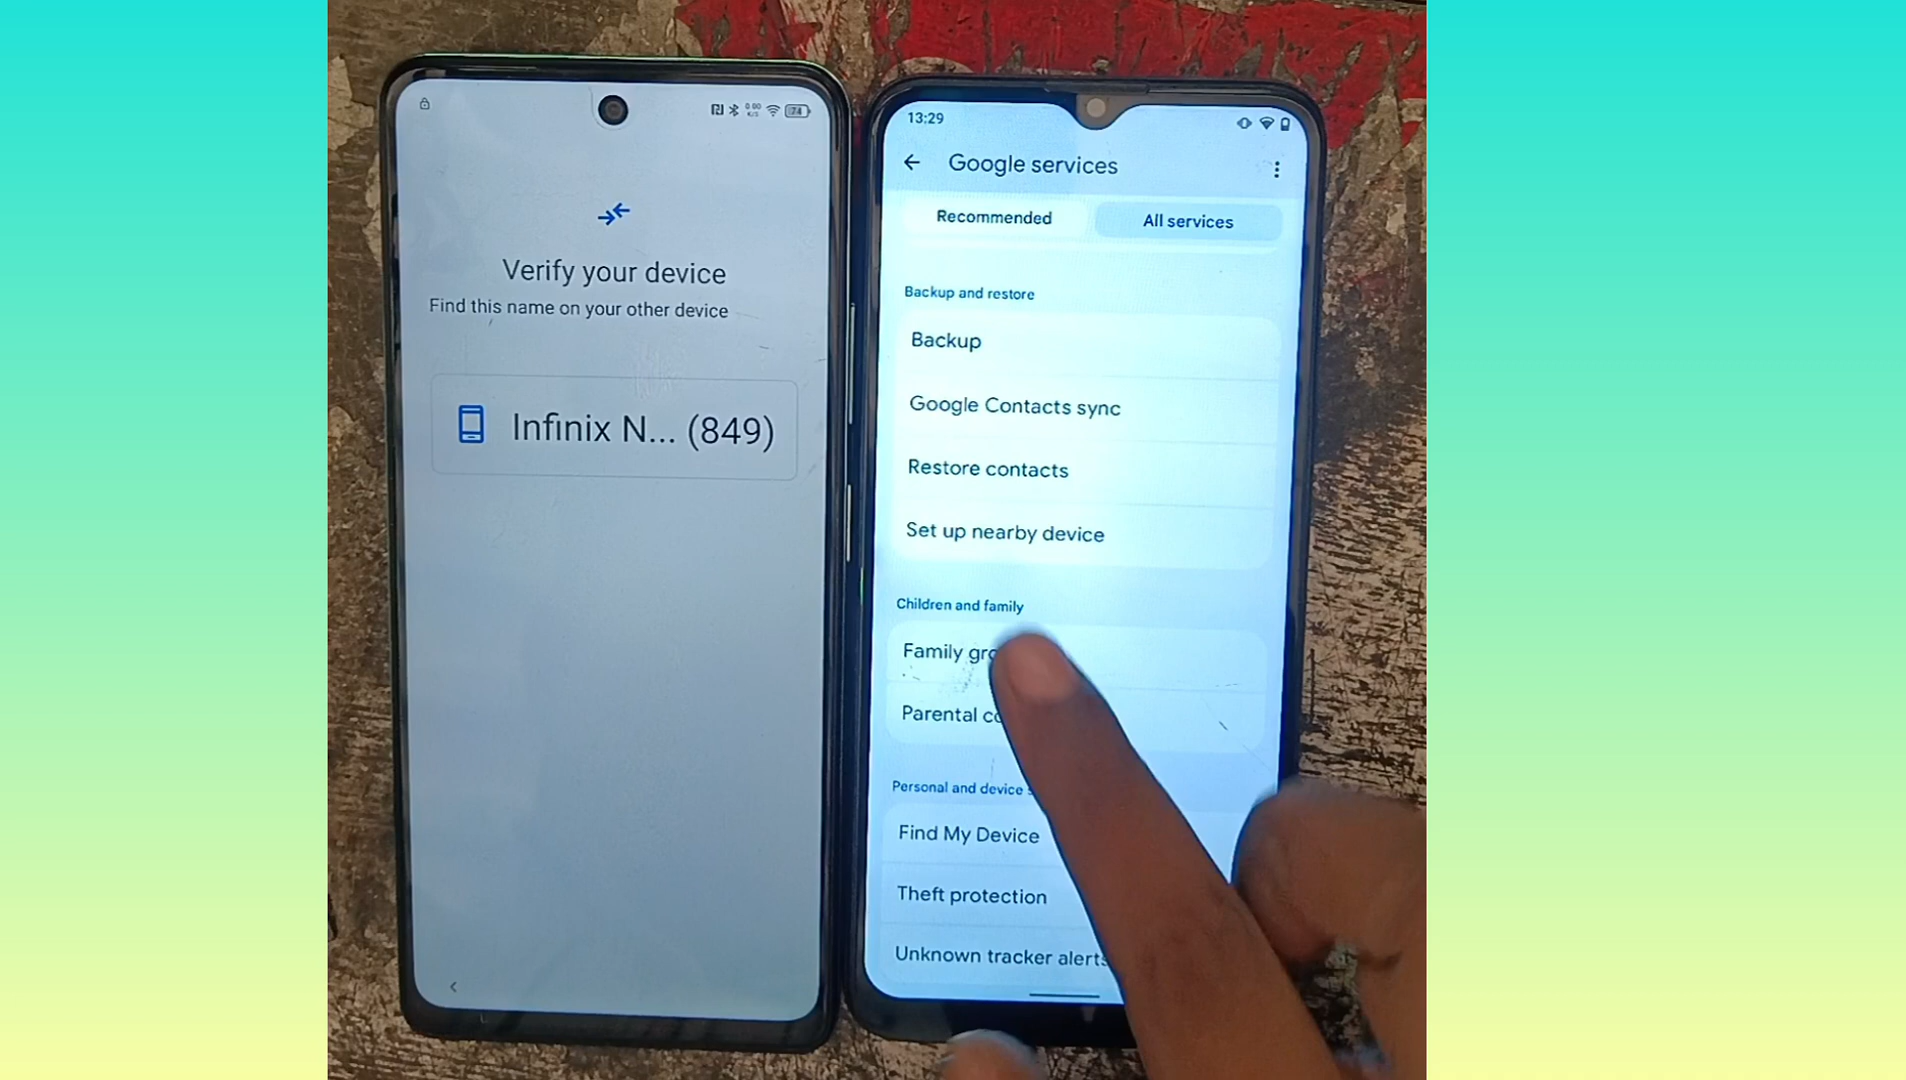 Verify your device
Find this name on your other device
Infinix N... (849)
13:29
Google services
Recommended
All services
Backup and restore
Backup
Google Contacts sync
Restore contacts
Set up nearby device
Children and family
Family
Parental
Personal and device
Find My Device
Theft protection
Unknown tracker alerts